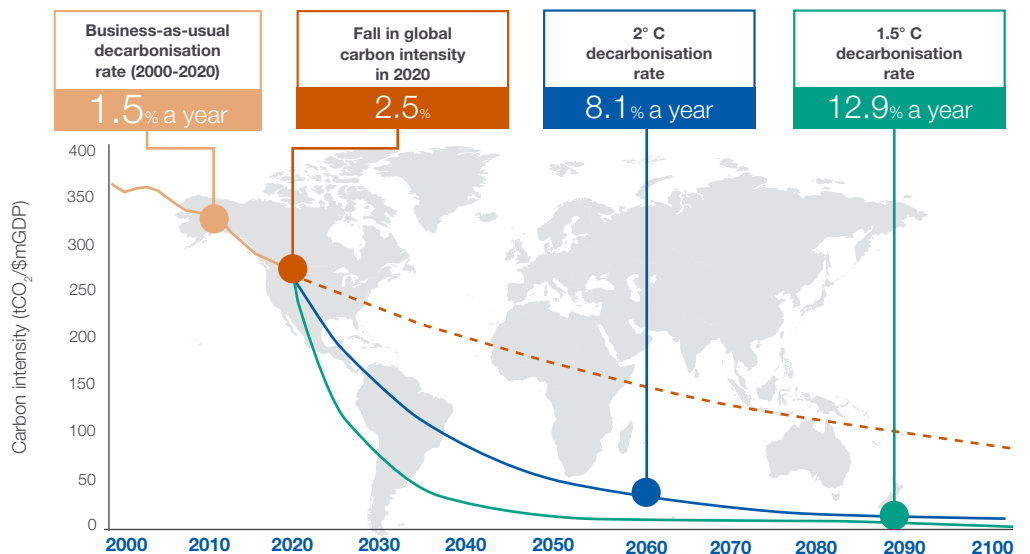 Business-as-usual
decarbonisation
rate (2000-2020)
1.5% a year
Fall in global
carbon intensity
in 2020
2.5%
2° C
decarbonisation
rate
8.1% a year
1.5° C
decarbonisation
rate
12.9% a year
Carbon intensity (tCO₂/$mGDP)
400
350
300
250
200
150
100
50
0
2000 2010 2020 2030 2040 2050 2060 2070 2080 2090 2100